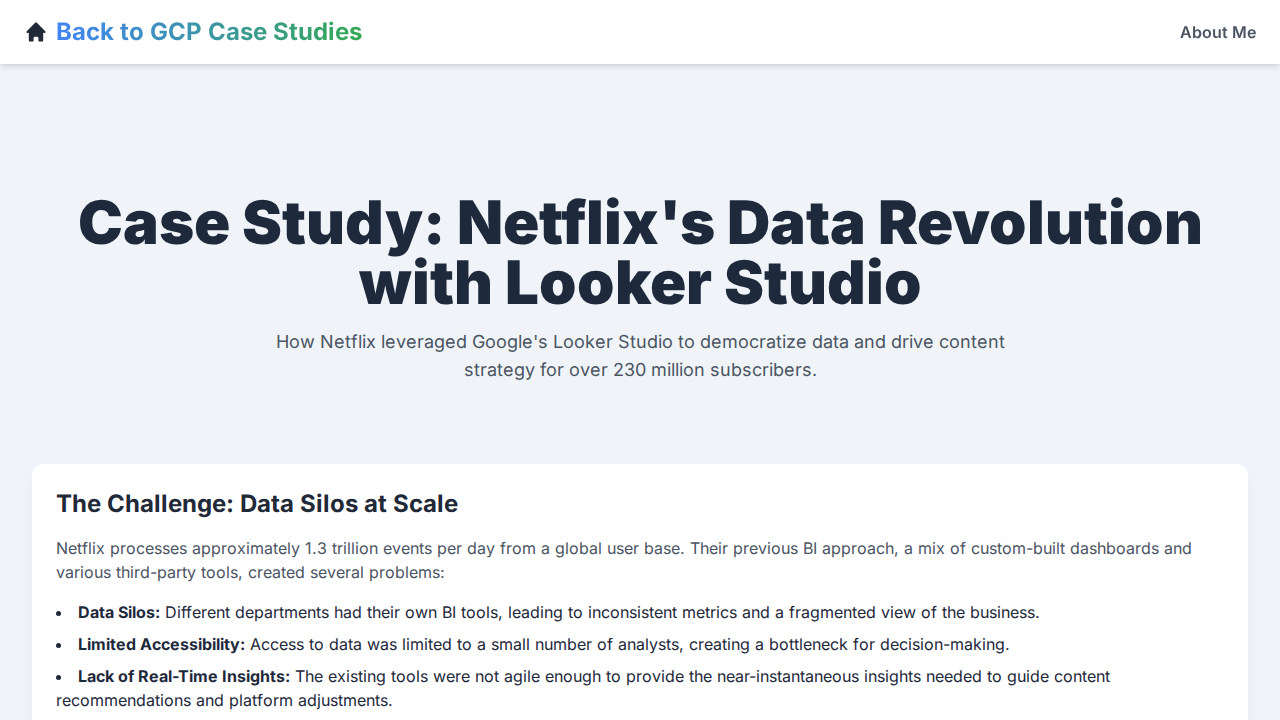 Back to GCP Case Studies
About Me
Case Study: Netflix's Data Revolution
with Looker Studio
How Netflix leveraged Google's Looker Studio to democratize data and drive content
strategy for over 230 million subscribers.
The Challenge: Data Silos at Scale
Netflix processes approximately 1.3 trillion events per day from a global user base. Their previous BI approach, a mix of custom-built dashboards and
various third-party tools, created several problems:
• Data Silos: Different departments had their own BI tools, leading to inconsistent metrics and a fragmented view of the business.
• Limited Accessibility: Access to data was limited to a small number of analysts, creating a bottleneck for decision-making.
• Lack of Real-Time Insights: The existing tools were not agile enough to provide the near-instantaneous insights needed to guide content
recommendations and platform adjustments.